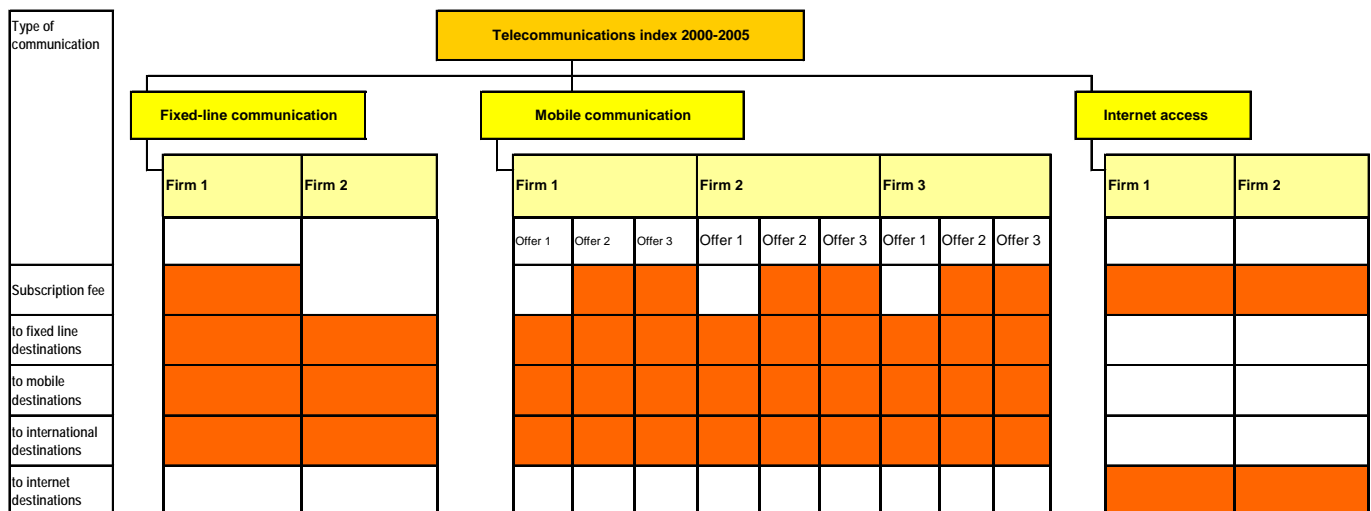 Type of
communication
Telecommunications index 2000-2005
Fixed-line communication
Mobile communication
Internet access
Firm 1
Firm 2
Firm 1
Firm 2
Firm 3
Firm 1
Firm 2
Offer 1
Offer 2
Offer 3
Offer 1
Offer 2
Offer 3
Offer 1
Offer 2
Offer 3
Subscription fee
to fixed line
destinations
to mobile
destinations
to international
destinations
to internet
destinations